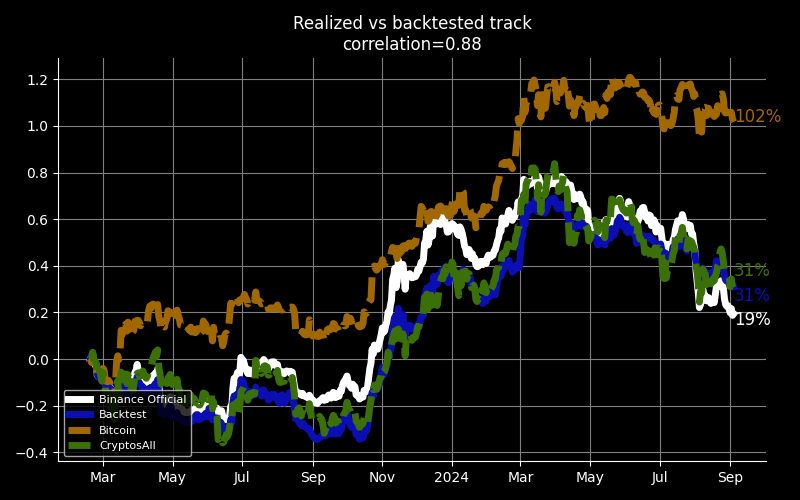 Realized vs backtested track
correlation=0.88
1.2
1.0
0.8
0.6
0.4
0.2
0.0
−0.2
−0.4
102%
31%
31%
19%
Binance Official
Backtest
Bitcoin
CryptosAll
Mar May Jul Sep Nov 2024 Mar May Jul Sep